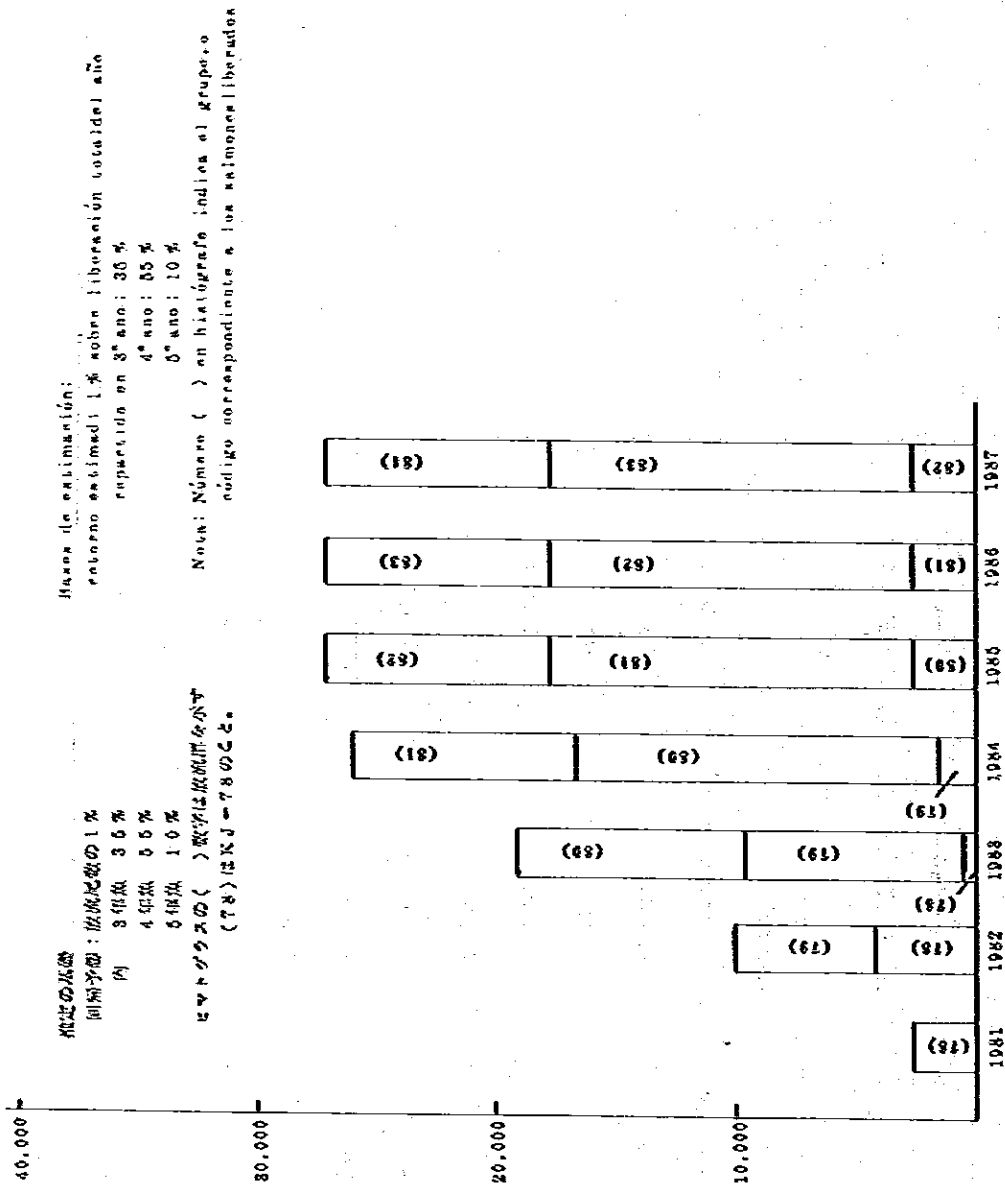 40.000
30.000
20.000
10.000
推定の基礎
回帰予想：放流尾数の1％
内 3年魚 35％
4年魚 55％
5年魚 10％
ヒストグラスの( )数字は放流群を示す
(78)はKJ-78のこと。
Bases de estimación:
retorno estimad: 1 % sobre liberación total del año
repartido en 3° ano: 35 %
4° ano: 55 %
5° ano: 10 %
Nota: Número ( ) en histógrafo indica el grupo o
código correspondiente a los salmones liberados
(78)
(79)
(78)
(80)
(79)
(78)
(81)
(80)
(79)
(82)
(81)
(80)
(83)
(82)
(81)
(84)
(83)
(82)
1981
1982
1983
1984
1985
1986
1987